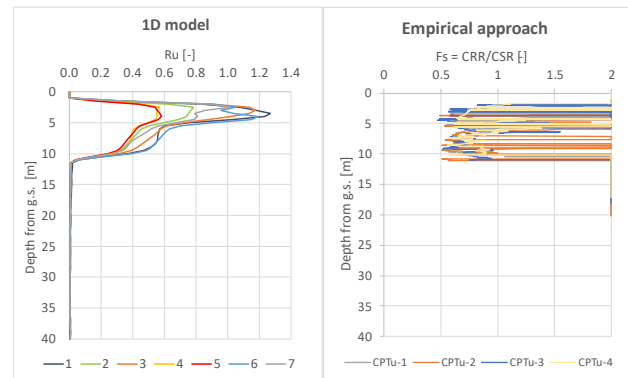 1D model
Ru [-]
0.0 0.2 0.4 0.6 0.8 1.0 1.2 1.4
0
5
10
15
20
25
30
35
40
Depth from g.s. [m]
1 2 3 4 5 6 7
Empirical approach
Fs = CRR/CSR [-]
0 0.5 1 1.5 2
0
5
10
15
20
25
30
35
40
Depth from g.s. [m]
CPTu-1 CPTu-2 CPTu-3 CPTu-4